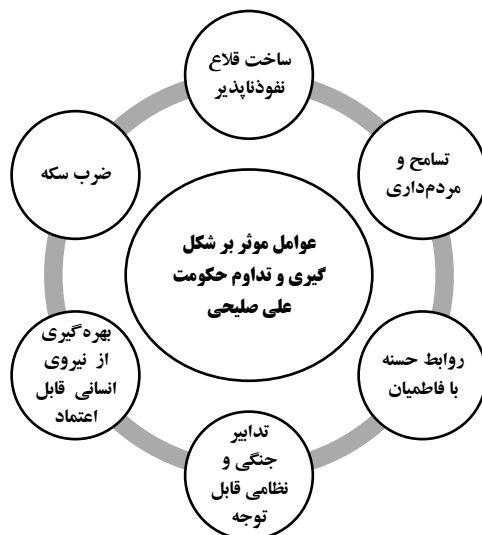 ساخت قلاع
نفوذناپذیر
تسامح و
مردم‌داری
روابط حسنه
با فاطمیان
تدابیر
جنگی و
نظامی قابل
توجه
بهره‌گیری
از نیروی
انسانی قابل
اعتماد
ضرب سکه
عوامل موثر بر شکل
گیری و تداوم حکومت
علی صلیحی